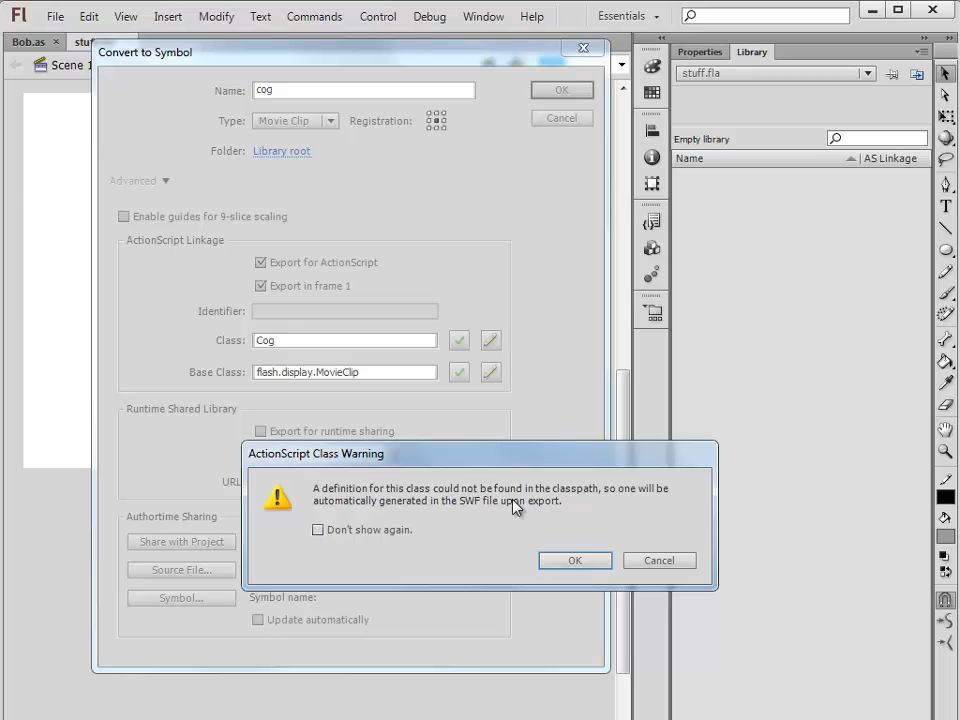 Fl File Edit View Insert Modify Text Commands Control Debug Window Help Essentials
Bob.as × stu
Convert to Symbol
Properties Library
Scene 1
stuff.fla
Name: cog OK
Type: Movie Clip Registration: Cancel
Empty library
Folder: Library root
Name AS Linkage
Advanced
Enable guides for 9-slice scaling
ActionScript Linkage
Export for ActionScript
Export in frame 1
Identifier:
Class: Cog
Base Class: flash.display.MovieClip
Runtime Shared Library
Export for runtime sharing
ActionScript Class Warning
URL
A definition for this class could not be found in the classpath, so one will be
automatically generated in the SWF file upon export.
Authortime Sharing
Don't show again.
Share with Project
OK Cancel
Source File...
Symbol... Symbol name:
Update automatically